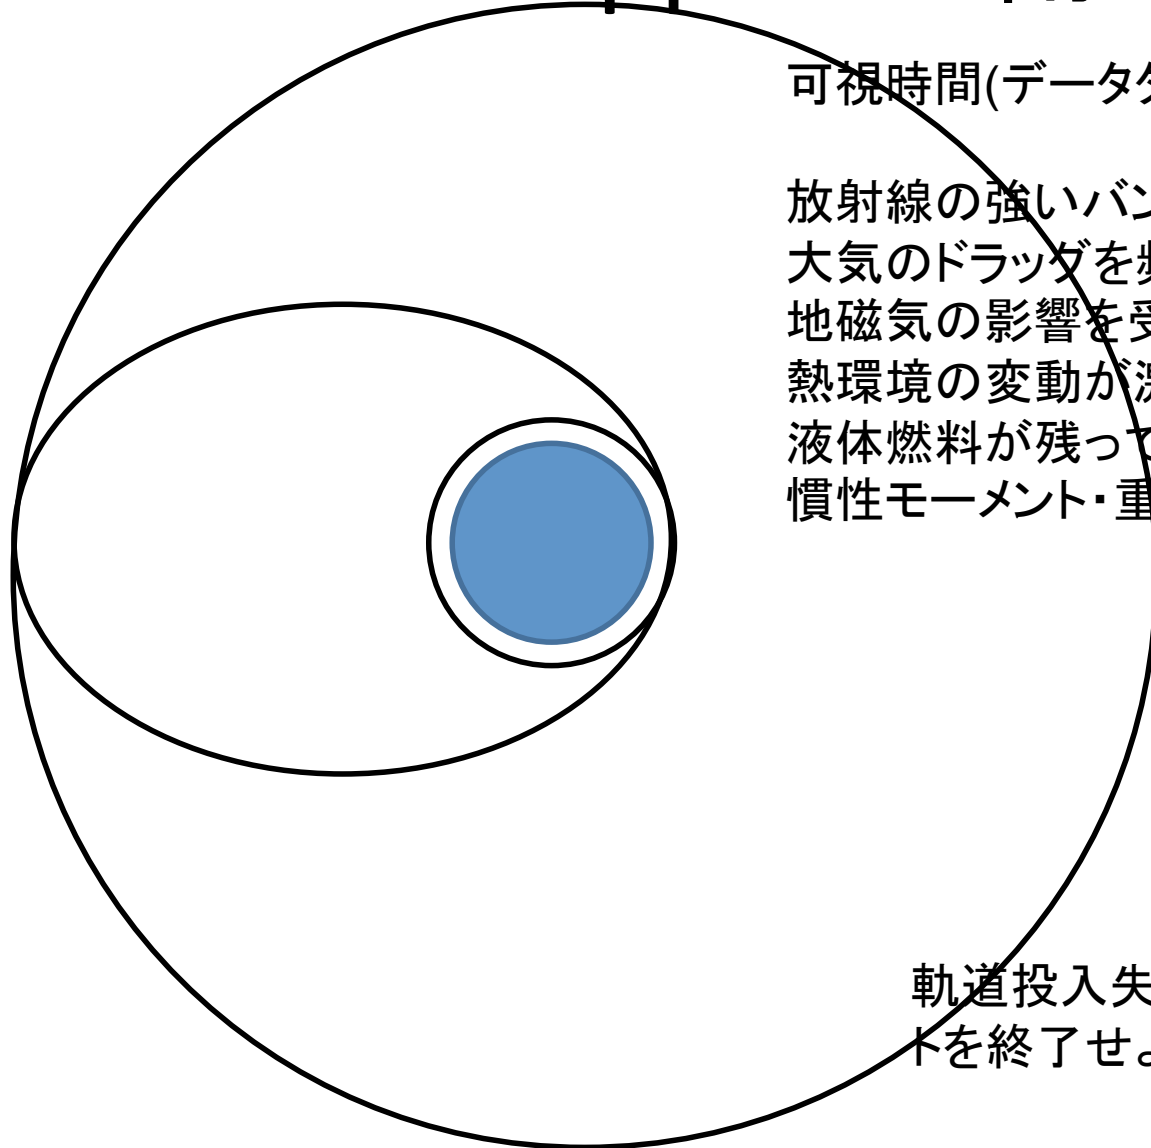 可視時間(データ
放射線の強いバン
大気のドラッグを
地磁気の影響を受
熱環境の変動が
液体燃料が残って
慣性モーメント・重
軌道投入失
トを終了せよ